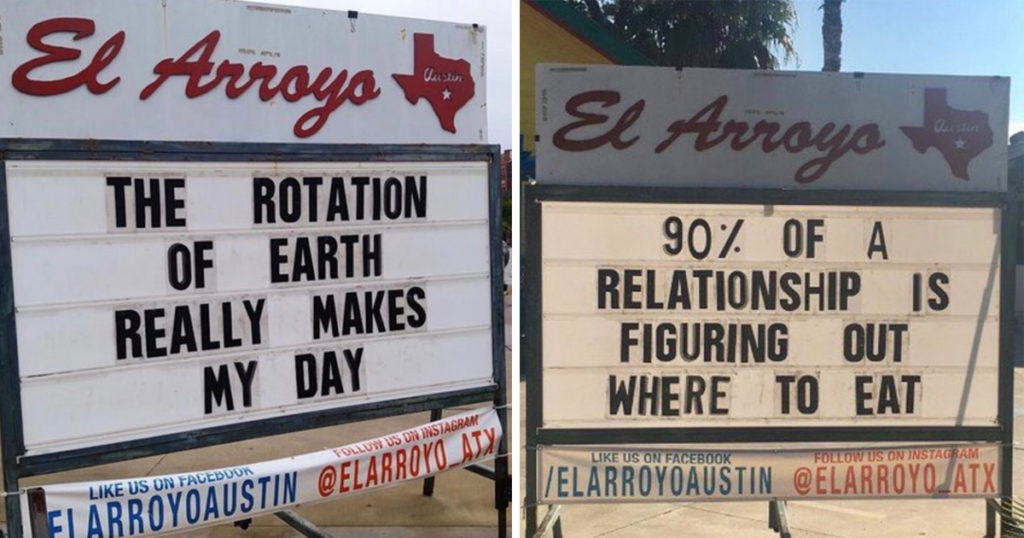 El Arroyo
Austin
THE ROTATION
OF EARTH
REALLY MAKES
MY DAY
LIKE US ON FACEBOOK
ELARROYOAUSTIN
FOLLOW US ON INSTAGRAM
@ELARROYO_ATX
El Arroyo
Austin
90% OF A
RELATIONSHIP IS
FIGURING OUT
WHERE TO EAT
LIKE US ON FACEBOOK
/ELARROYOAUSTIN
FOLLOW US ON INSTAGRAM
@ELARROYO_ATX